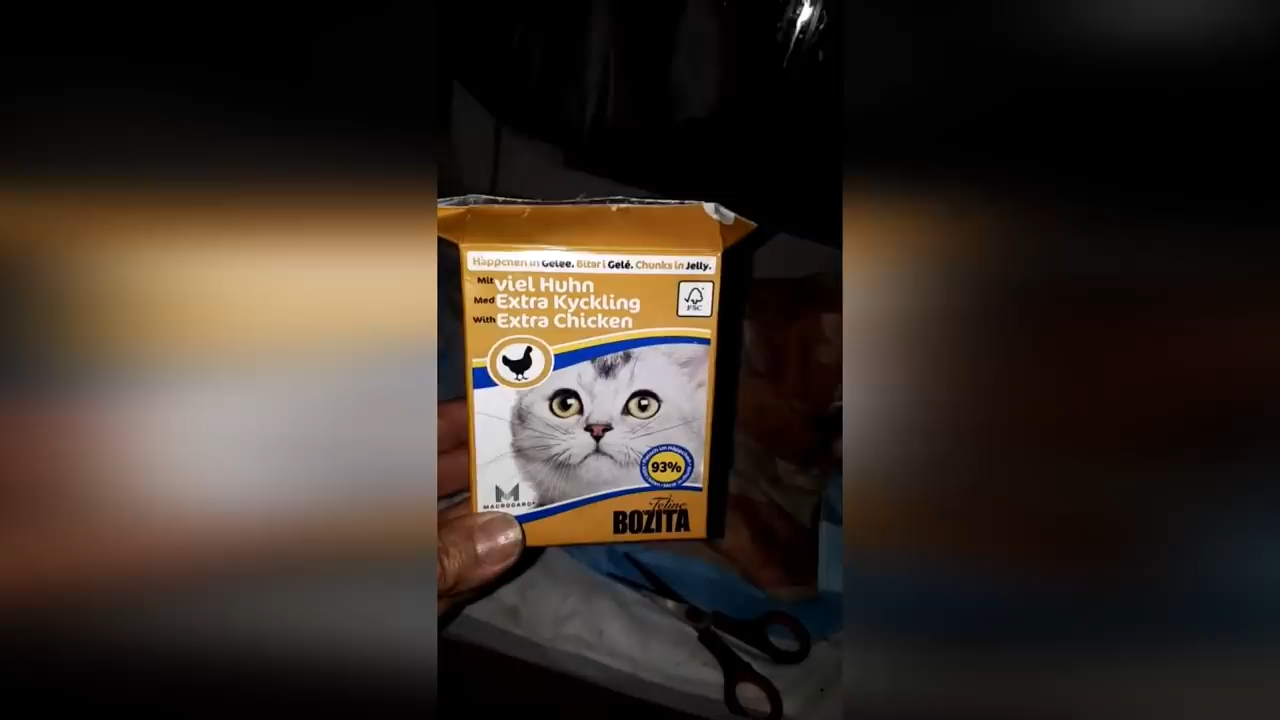 Häppchen in Gelee. Bitar i Gelé. Chunks in Jelly.
Mit viel Huhn
Med Extra Kyckling
With Extra Chicken
FSC
93%
MACROGARD
Feline
BOZITA